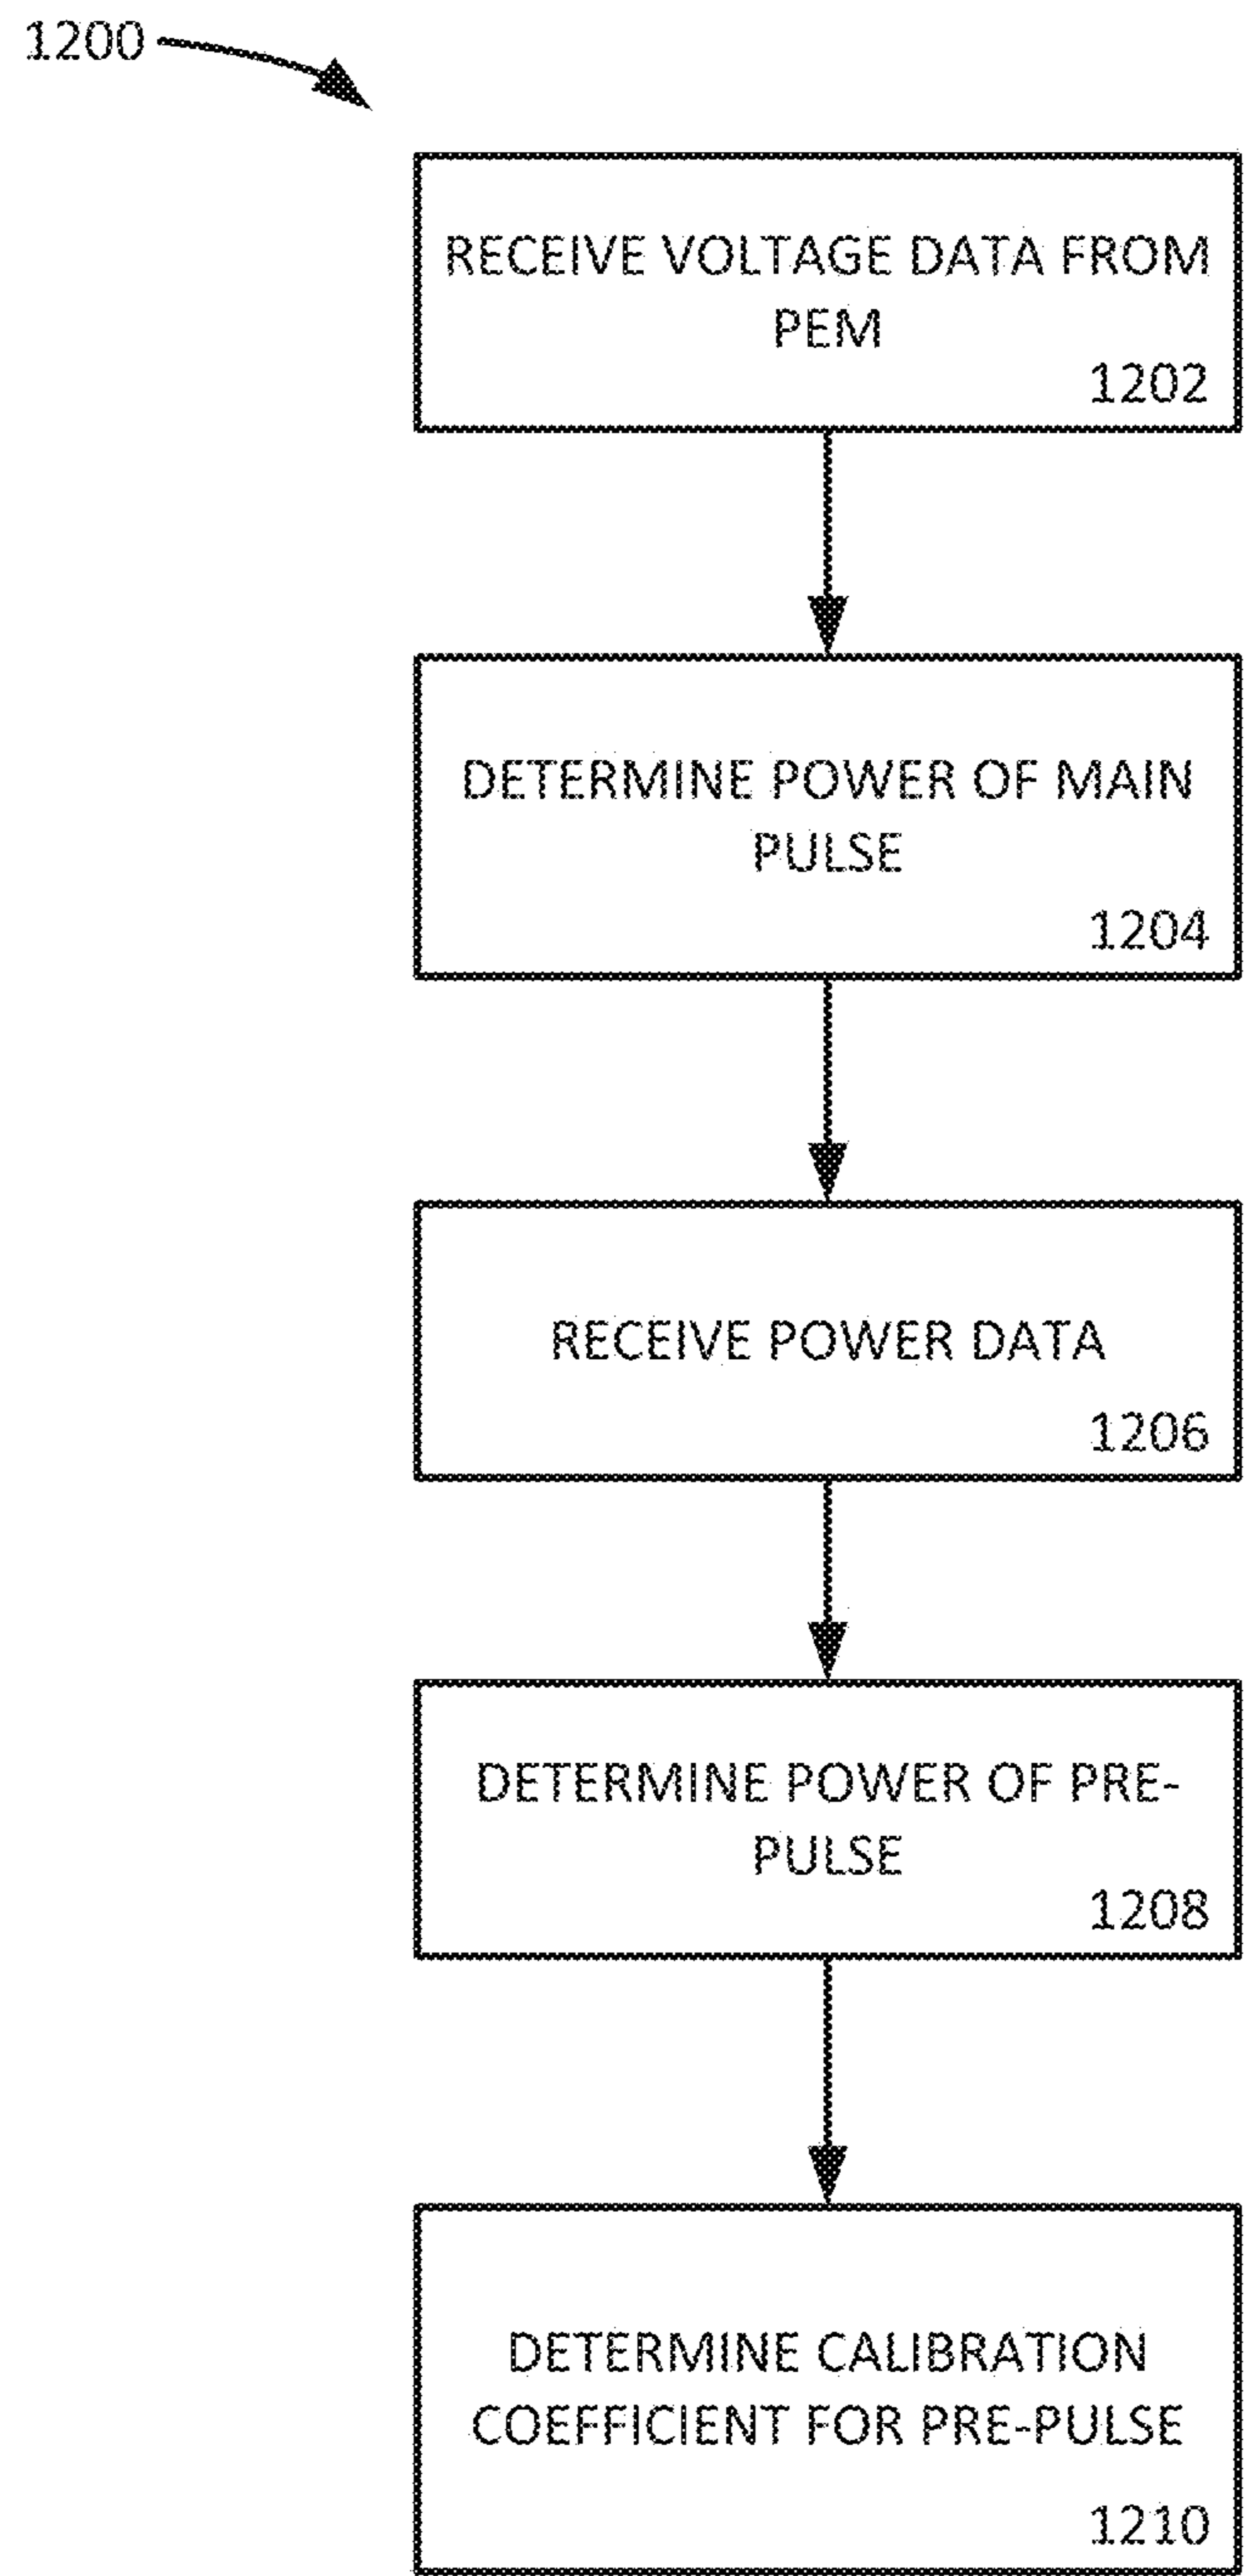 1200
RECEIVE VOLTAGE DATA FROM
PEM
1202
DETERMINE POWER OF MAIN
PULSE
1204
RECEIVE POWER DATA
1206
DETERMINE POWER OF PRE-
PULSE
1208
DETERMINE CALIBRATION
COEFFICIENT FOR PRE-PULSE
1210